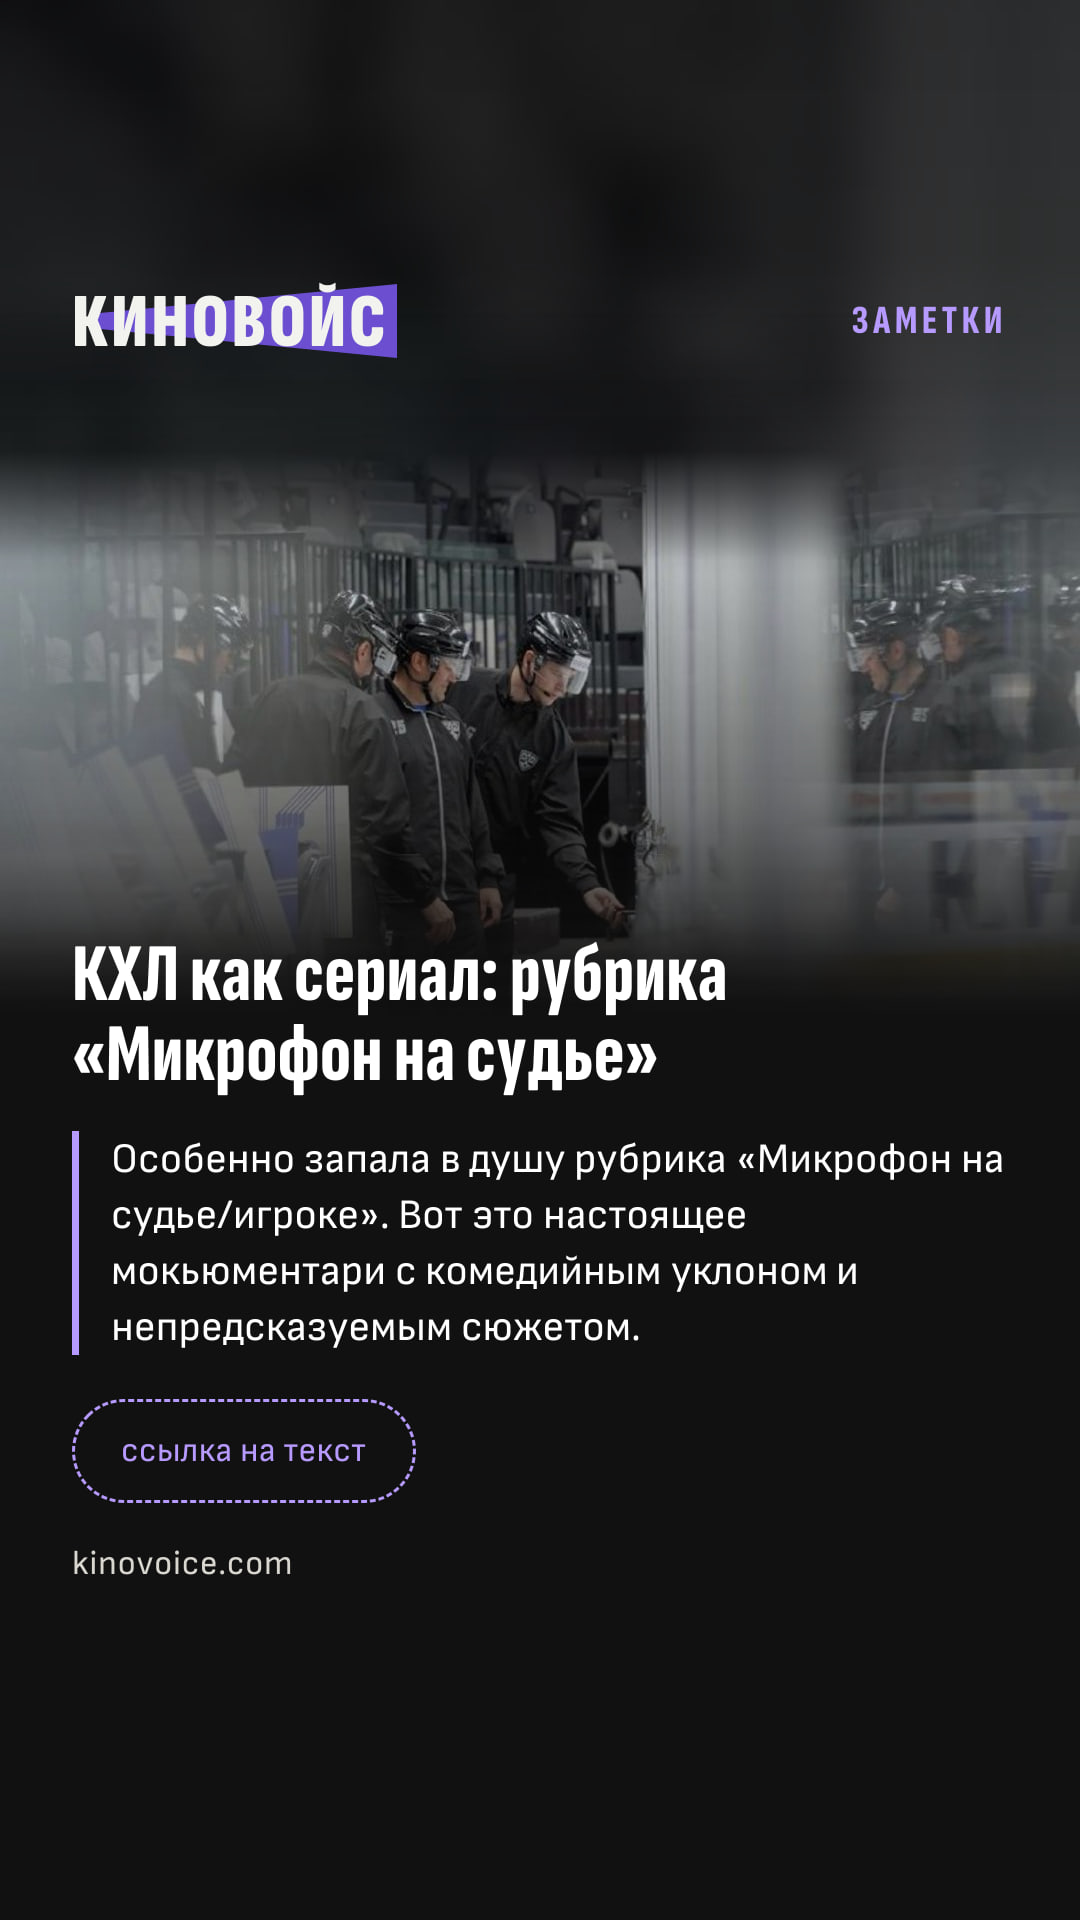 КИНОВОЙС
ЗАМЕТКИ
КХЛ как сериал: рубрика
«Микрофон на судье»
Особенно запала в душу рубрика «Микрофон на
судье/игроке». Вот это настоящее
мокьюментари с комедийным уклоном и
непредсказуемым сюжетом.
ссылка на текст
kinovoice.com